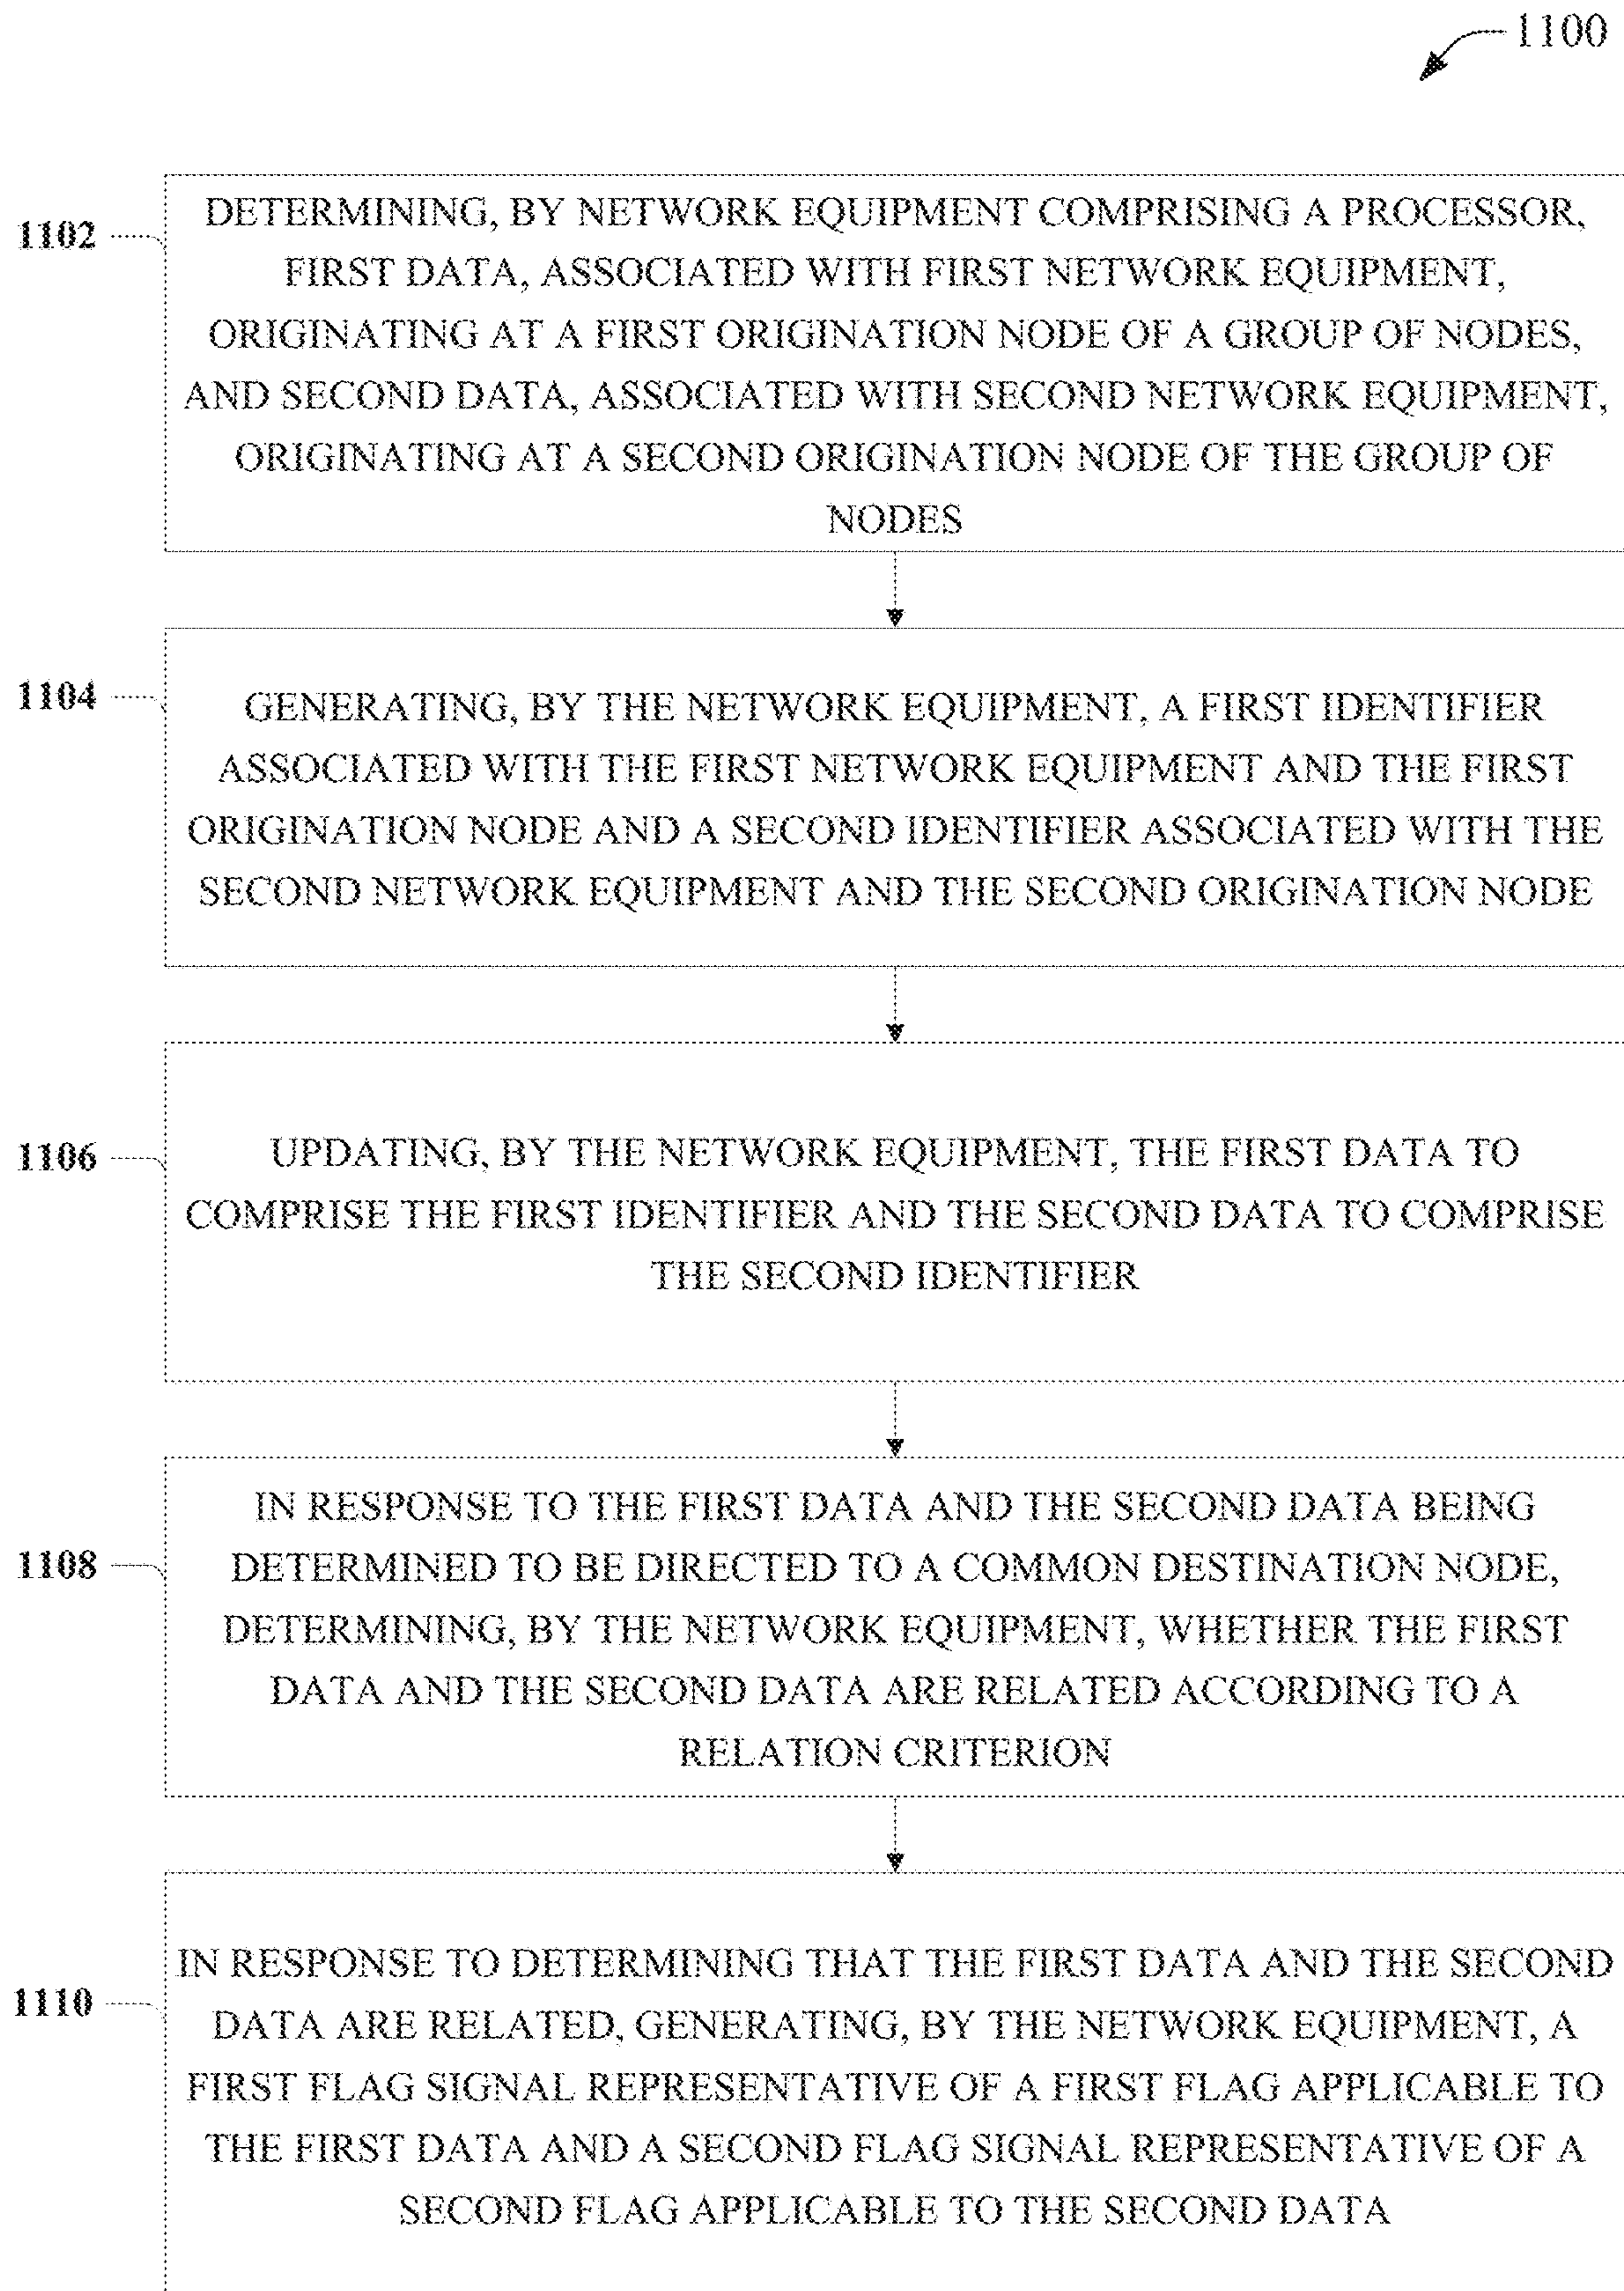 1100
1102
DETERMINING, BY NETWORK EQUIPMENT COMPRISING A PROCESSOR,
FIRST DATA, ASSOCIATED WITH FIRST NETWORK EQUIPMENT,
ORIGINATING AT A FIRST ORIGINATION NODE OF A GROUP OF NODES,
AND SECOND DATA, ASSOCIATED WITH SECOND NETWORK EQUIPMENT,
ORIGINATING AT A SECOND ORIGINATION NODE OF THE GROUP OF
NODES
1104
GENERATING, BY THE NETWORK EQUIPMENT, A FIRST IDENTIFIER
ASSOCIATED WITH THE FIRST NETWORK EQUIPMENT AND THE FIRST
ORIGINATION NODE AND A SECOND IDENTIFIER ASSOCIATED WITH THE
SECOND NETWORK EQUIPMENT AND THE SECOND ORIGINATION NODE
1106
UPDATING, BY THE NETWORK EQUIPMENT, THE FIRST DATA TO
COMPRISE THE FIRST IDENTIFIER AND THE SECOND DATA TO COMPRISE
THE SECOND IDENTIFIER
1108
IN RESPONSE TO THE FIRST DATA AND THE SECOND DATA BEING
DETERMINED TO BE DIRECTED TO A COMMON DESTINATION NODE,
DETERMINING, BY THE NETWORK EQUIPMENT, WHETHER THE FIRST
DATA AND THE SECOND DATA ARE RELATED ACCORDING TO A
RELATION CRITERION
1110
IN RESPONSE TO DETERMINING THAT THE FIRST DATA AND THE SECOND
DATA ARE RELATED, GENERATING, BY THE NETWORK EQUIPMENT, A
FIRST FLAG SIGNAL REPRESENTATIVE OF A FIRST FLAG APPLICABLE TO
THE FIRST DATA AND A SECOND FLAG SIGNAL REPRESENTATIVE OF A
SECOND FLAG APPLICABLE TO THE SECOND DATA